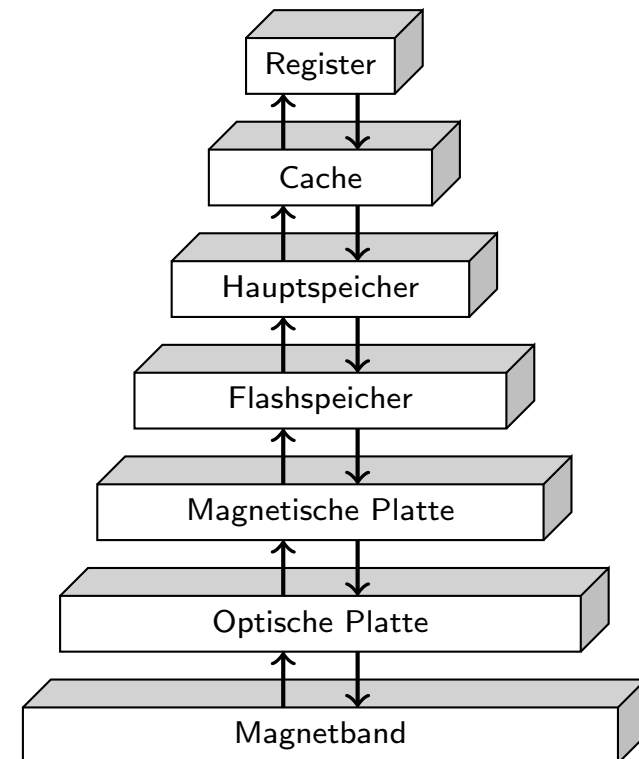 Register
Cache
Hauptspeicher
Flashspeicher
Magnetische Platte
Optische Platte
Magnetband